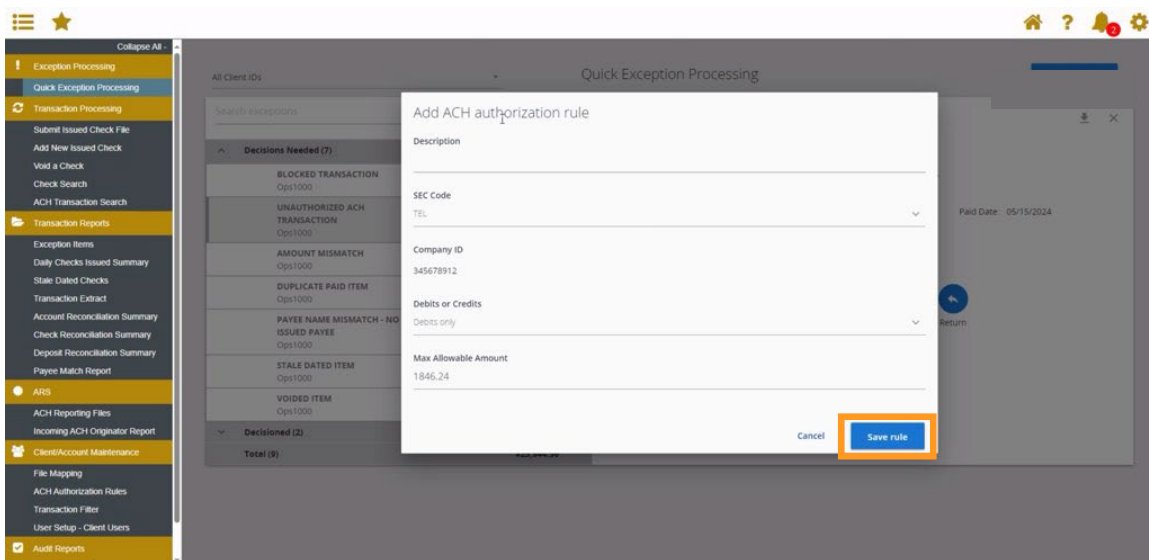 2
Collapse All -
Exception Processing
Quick Exception Processing
Transaction Processing
Submit Issued Check File
Add New Issued Check
Void a Check
Check Search
ACH Transaction Search
Transaction Reports
Exception Items
Daily Checks Issued Summary
Stale Dated Checks
Transaction Extract
Account Reconciliation Summary
Check Reconciliation Summary
Deposit Reconciliation Summary
Payee Match Report
ARS
ACH Reporting Files
Incoming ACH Originator Report
Client/Account Maintenance
File Mapping
ACH Authorization Rules
Transaction Filter
User Setup - Client Users
Audit Reports
All Client IDs
Quick Exception Processing
Search exceptions
Decisions Needed (7)
BLOCKED TRANSACTION
Ops1000
UNAUTHORIZED ACH
TRANSACTION
Ops1000
AMOUNT MISMATCH
Ops1000
DUPLICATE PAID ITEM
Ops1000
PAYEE NAME MISMATCH - NO
ISSUED PAYEE
Ops1000
STALE DATED ITEM
Ops1000
VOIDED ITEM
Ops1000
Decisioned (2)
Total (9)
Add ACH authorization rule
Description
SEC Code
TEL
Company ID
345678912
Debits or Credits
Debits only
Max Allowable Amount
1846.24
Cancel
Save rule
Paid Date: 05/15/2024
Return